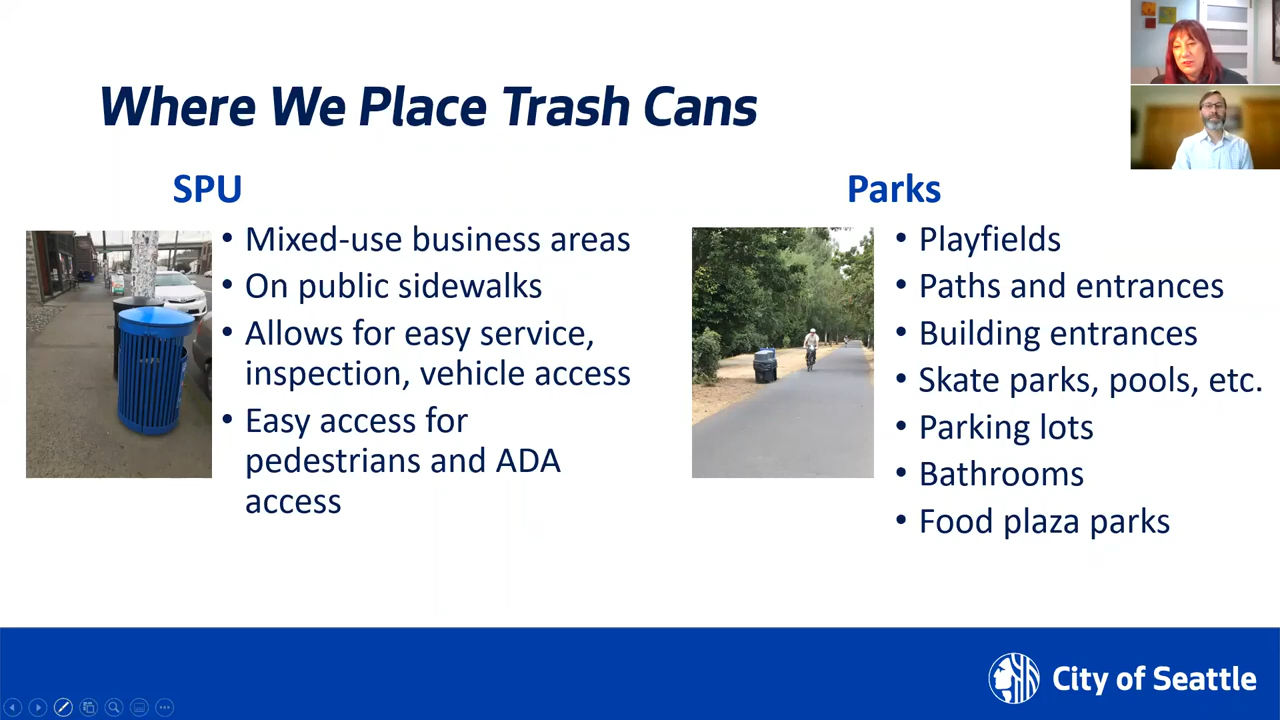 Where We Place Trash Cans
SPU
• Mixed-use business areas
• On public sidewalks
• Allows for easy service,
inspection, vehicle access
• Easy access for
pedestrians and ADA
access
Parks
• Playfields
• Paths and entrances
• Building entrances
• Skate parks, pools, etc.
• Parking lots
• Bathrooms
• Food plaza parks
City of Seattle